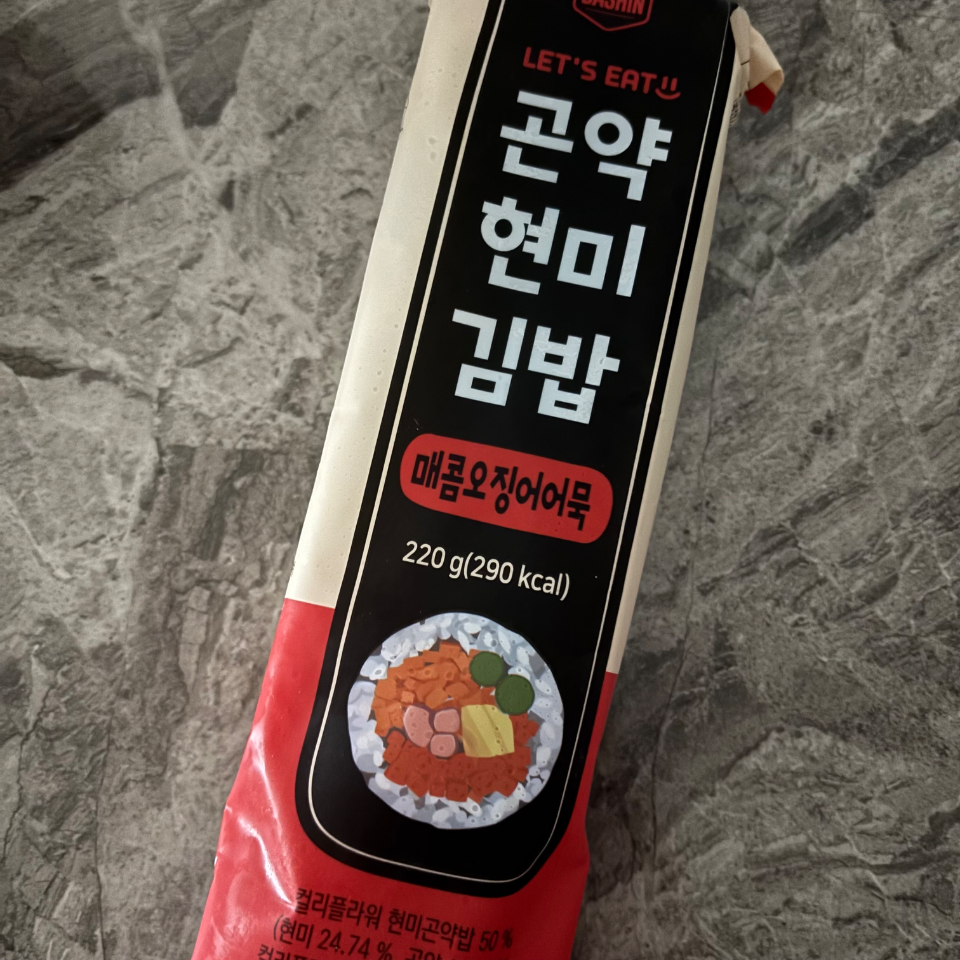 DASHIN
LET'S EAT
곤약
현미
김밥
매콤오징어어묵
220 g(290 kcal)
컬리플라워 현미곤약밥 50 %
(현미 24.74 %,